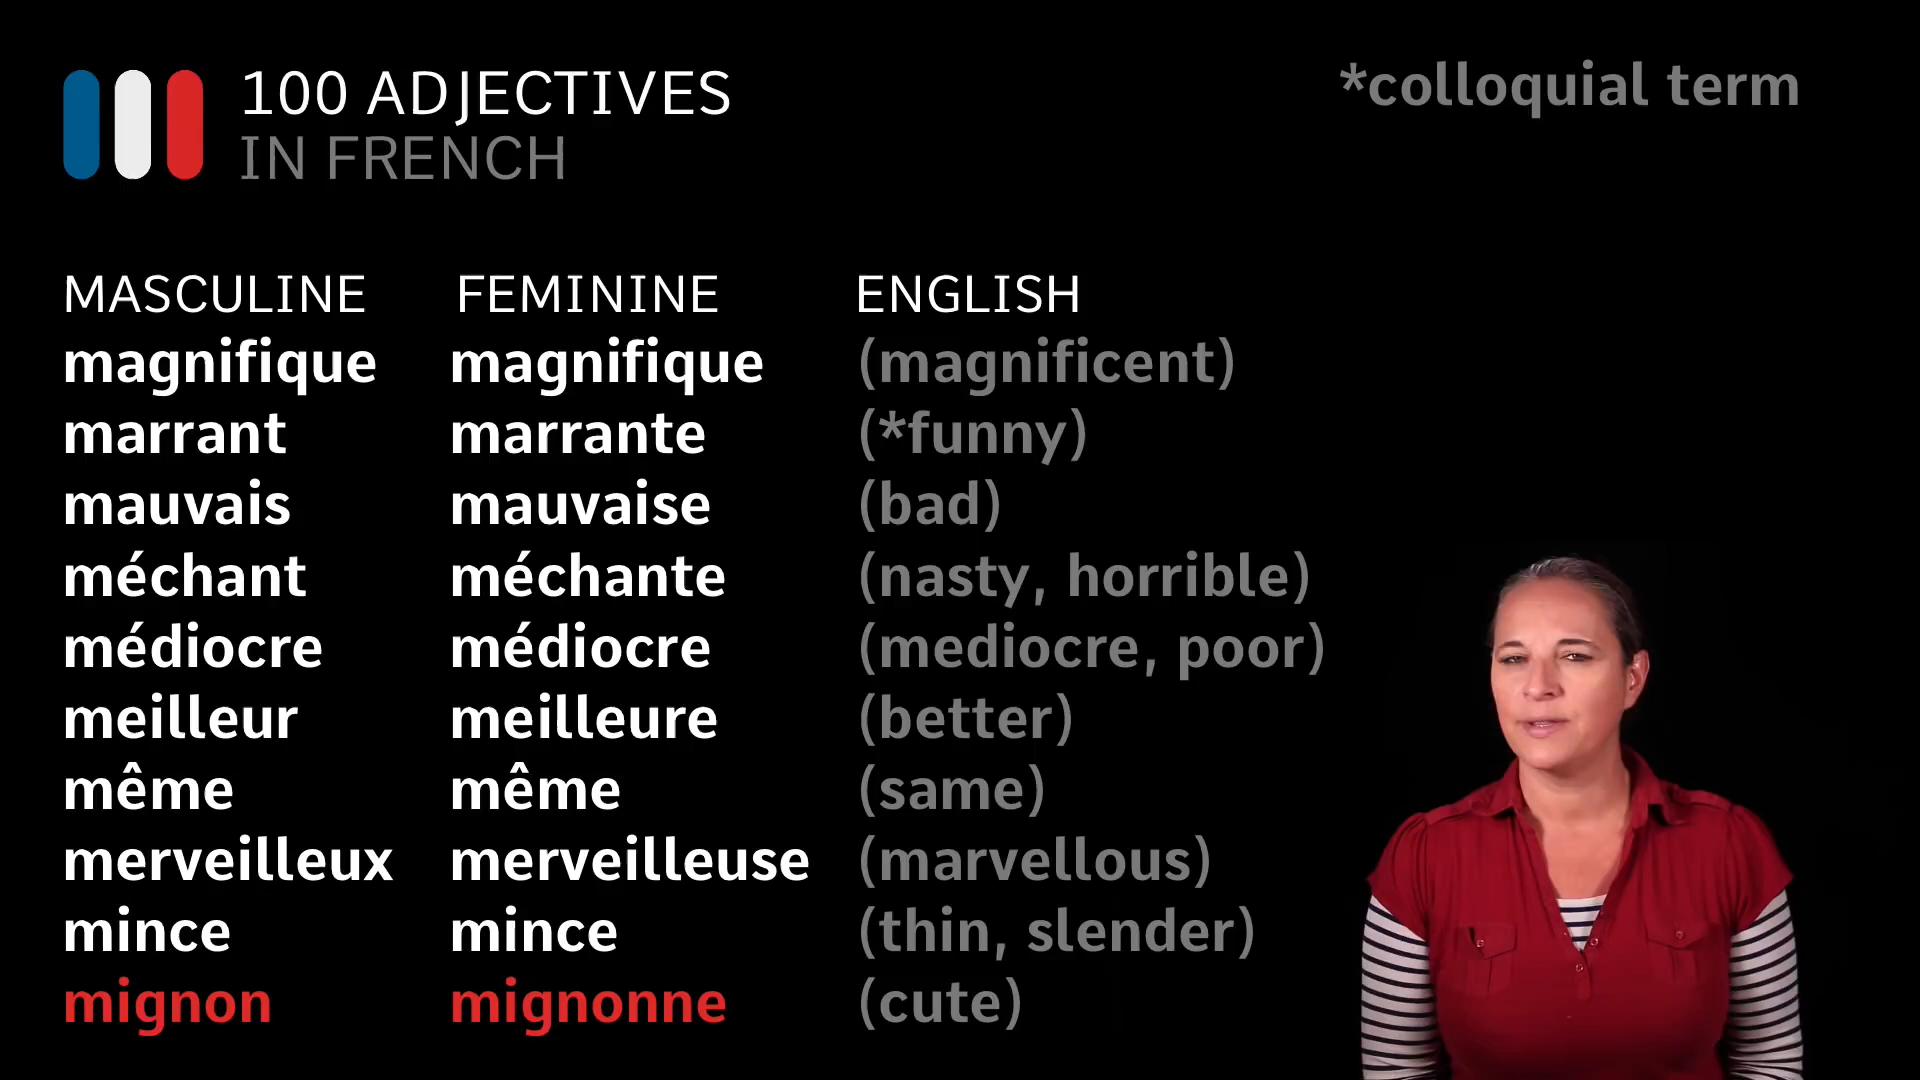 100 ADJECTIVES
IN FRENCH
*colloquial term
MASCULINE FEMININE ENGLISH
magnifique magnifique (magnificent)
marrant marrante (*funny)
mauvais mauvaise (bad)
méchant méchante (nasty, horrible)
médiocre médiocre (mediocre, poor)
meilleur meilleure (better)
même même (same)
merveilleux merveilleuse (marvellous)
mince mince (thin, slender)
mignon mignonne (cute)